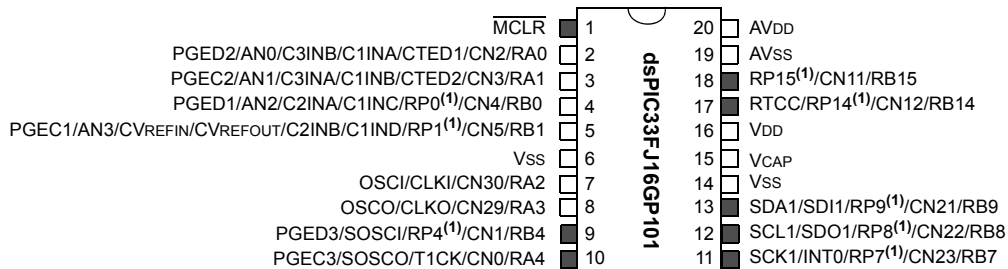 MCLR 1
PGED2/AN0/C3INB/C1INA/CTED1/CN2/RA0 2
PGEC2/AN1/C3INA/C1INB/CTED2/CN3/RA1 3
PGED1/AN2/C2INA/C1INC/RP0(1)/CN4/RB0 4
PGEC1/AN3/CVREFIN/CVREFOUT/C2INB/C1IND/RP1(1)/CN5/RB1 5
VSS 6
OSCI/CLKI/CN30/RA2 7
OSCO/CLKO/CN29/RA3 8
PGED3/SOSCI/RP4(1)/CN1/RB4 9
PGEC3/SOSCO/T1CK/CN0/RA4 10
dsPIC33FJ16GP101
20 AVDD
19 AVSS
18 RP15(1)/CN11/RB15
17 RTCC/RP14(1)/CN12/RB14
16 VDD
15 VCAP
14 VSS
13 SDA1/SDI1/RP9(1)/CN21/RB9
12 SCL1/SDO1/RP8(1)/CN22/RB8
11 SCK1/INT0/RP7(1)/CN23/RB7